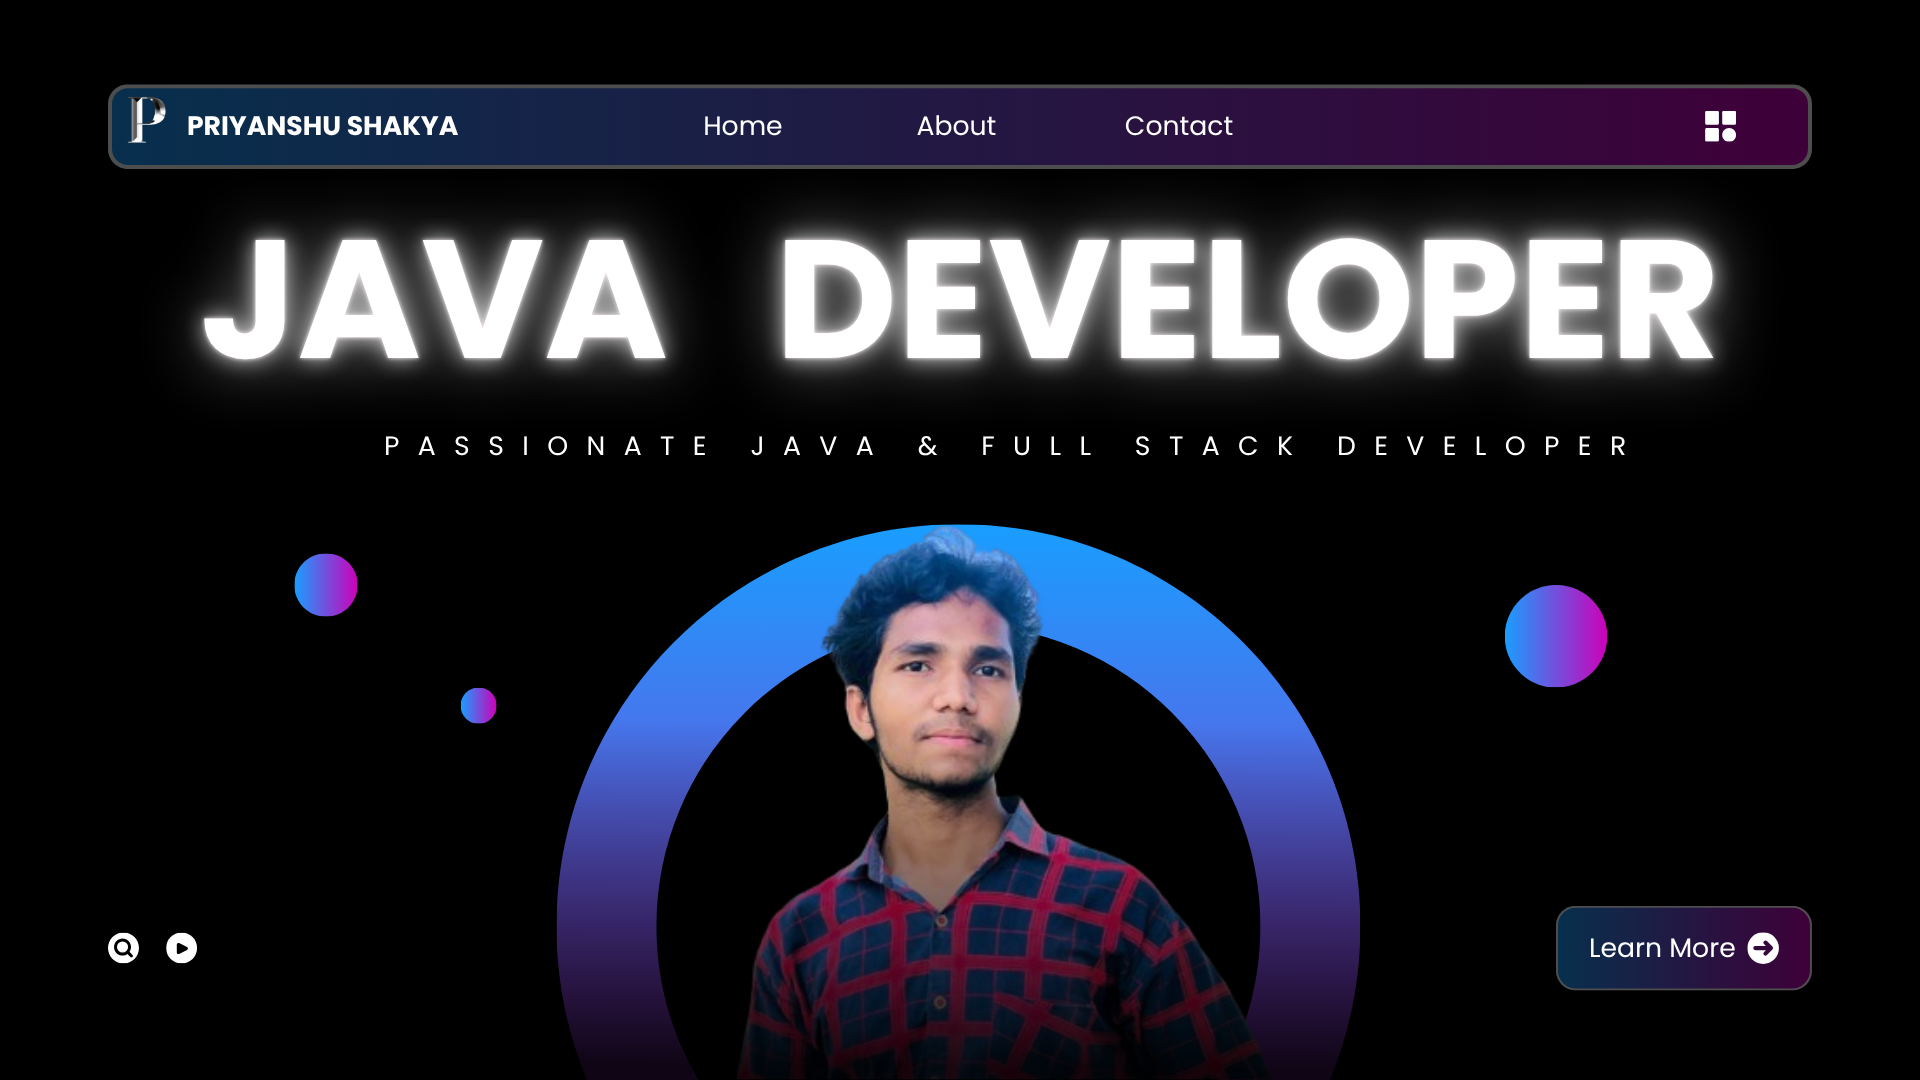 P PRIYANSHU SHAKYA Home About Contact
JAVA DEVELOPER
PASSIONATE JAVA & FULL STACK DEVELOPER
Learn More